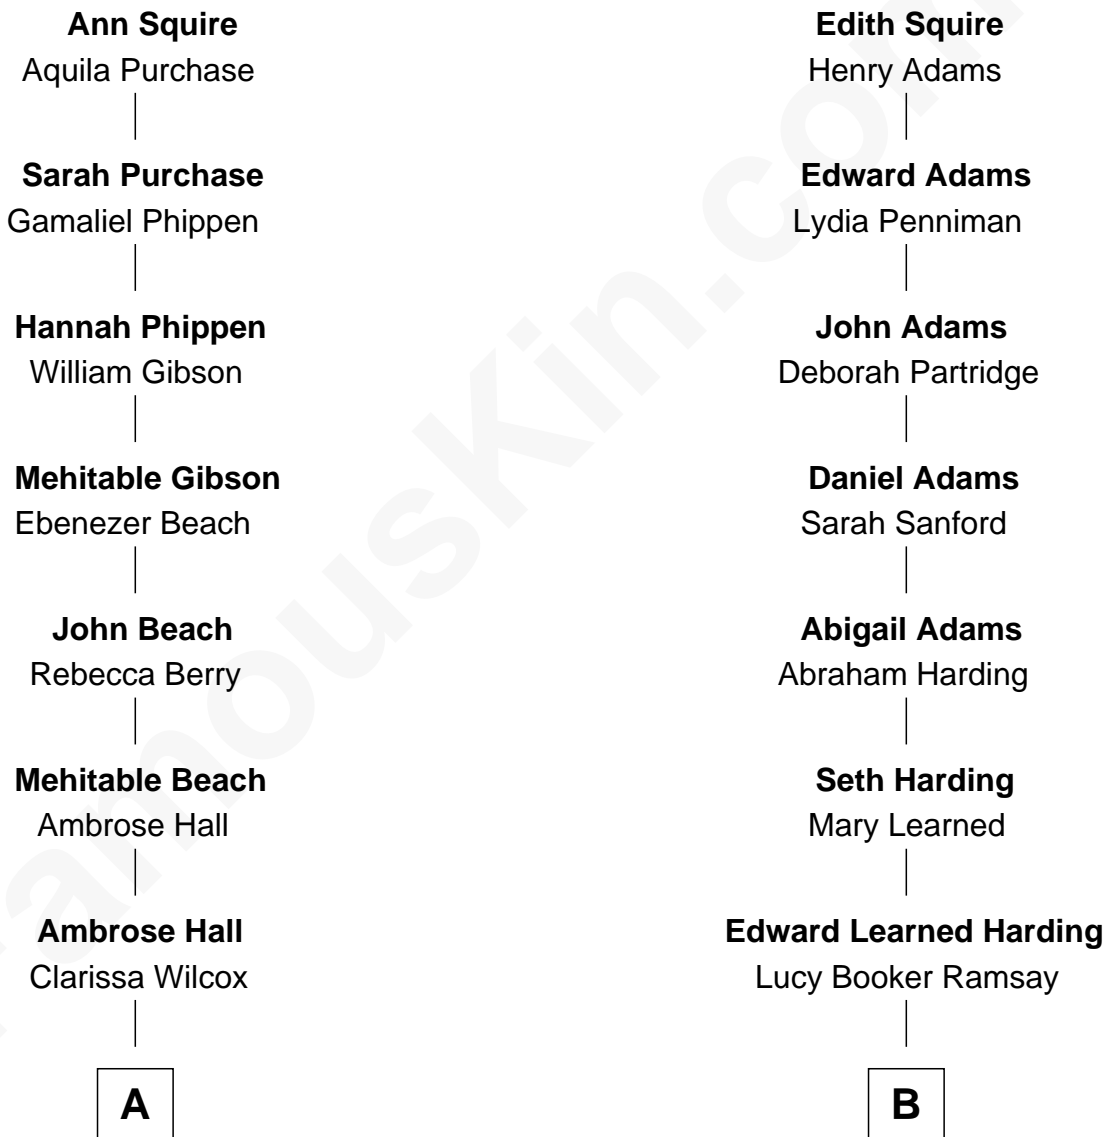 Ann Squire
Aquila Purchase
Sarah Purchase
Gamaliel Phippen
Hannah Phippen
William Gibson
Mehitable Gibson
Ebenezer Beach
John Beach
Rebecca Berry
Mehitable Beach
Ambrose Hall
Ambrose Hall
Clarissa Wilcox
A
Edith Squire
Henry Adams
Edward Adams
Lydia Penniman
John Adams
Deborah Partridge
Daniel Adams
Sarah Sanford
Abigail Adams
Abraham Harding
Seth Harding
Mary Learned
Edward Learned Harding
Lucy Booker Ramsay
B
FamousKin.com